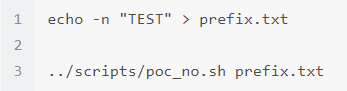 1 echo -n "TEST" > prefix.txt
2
3 ../scripts/poc_no.sh prefix.txt